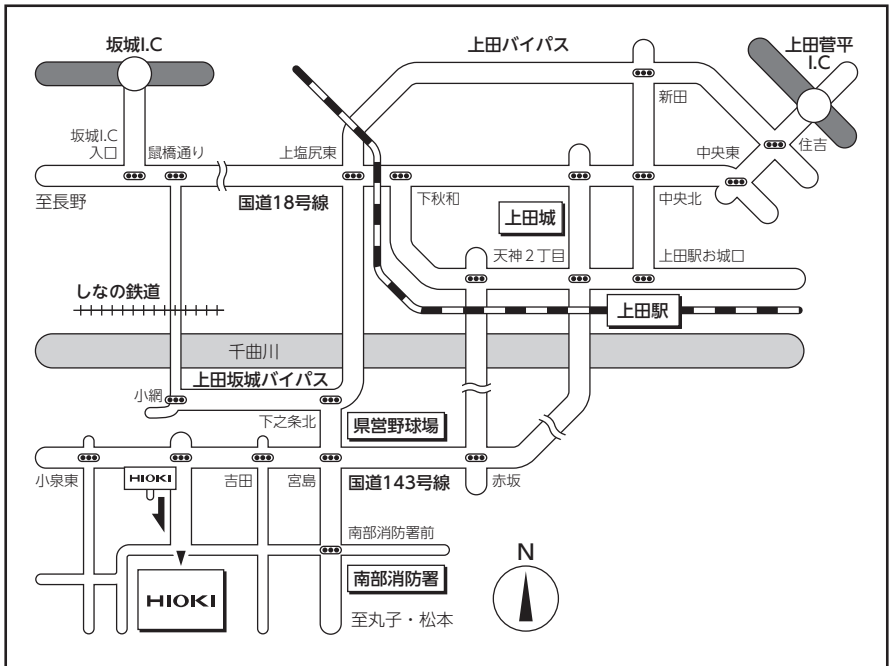 坂城I.C
上田バイパス
上田菅平
I.C
新田
坂城I.C
入口
鼠橋通り
上塩尻東
中央東
住吉
至長野
国道18号線
下秋和
上田城
中央北
天神2丁目
上田駅お城口
しなの鉄道
上田駅
千曲川
上田坂城バイパス
小網
下之条北
県営野球場
小泉東
HIOKI
吉田
宮島
国道143号線
赤坂
南部消防署前
N
HIOKI
南部消防署
至丸子・松本